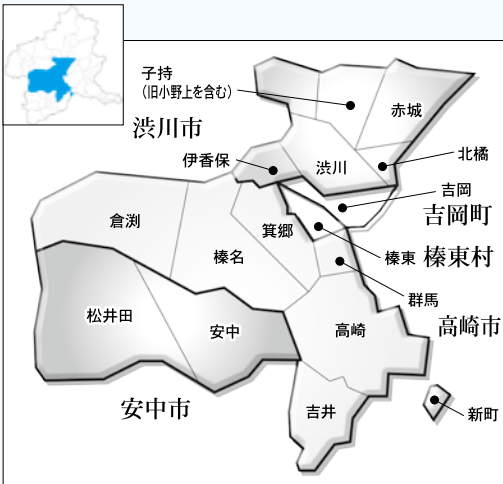 子持
（旧小野上を含む）
赤城
渋川市
北橘
伊香保
渋川
吉岡
吉岡町
倉渕
箕郷
榛名
榛東
榛東村
群馬
松井田
安中
高崎
高崎市
安中市
吉井
新町